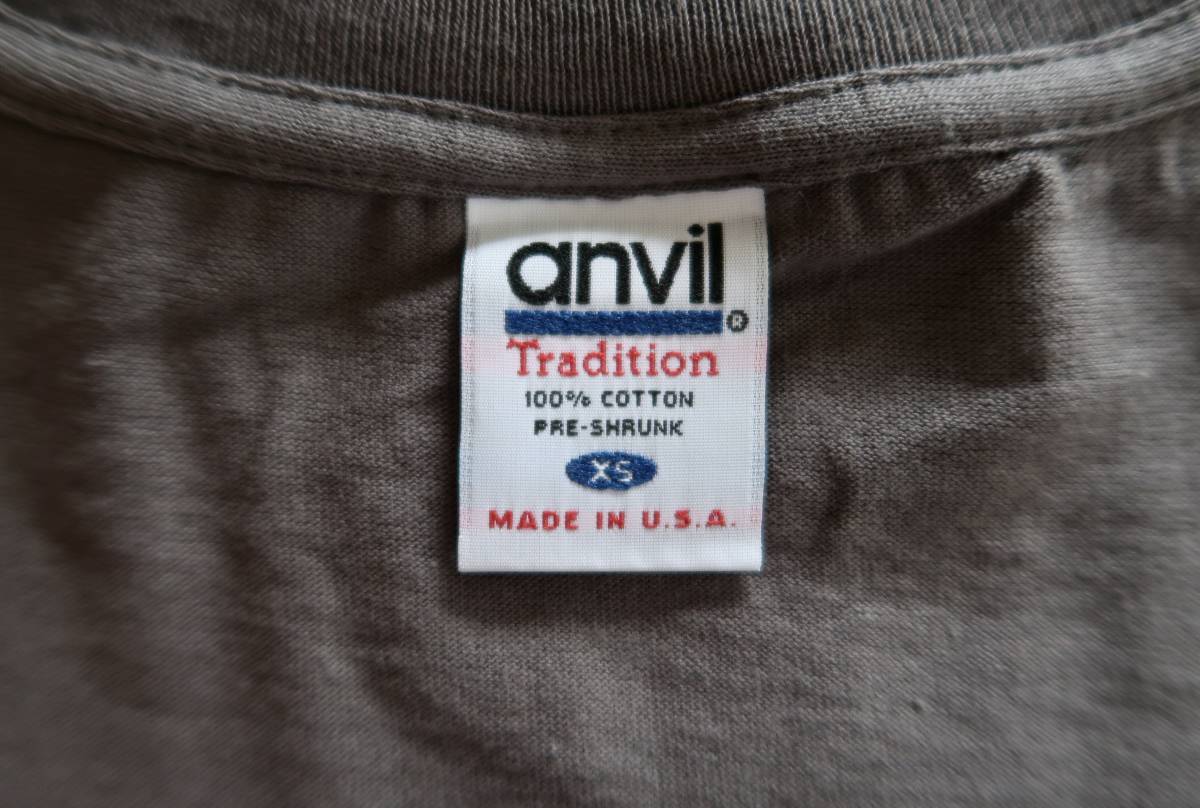 anvil
®
Tradition
100% COTTON
PRE-SHRUNK
XS
MADE IN U.S.A.